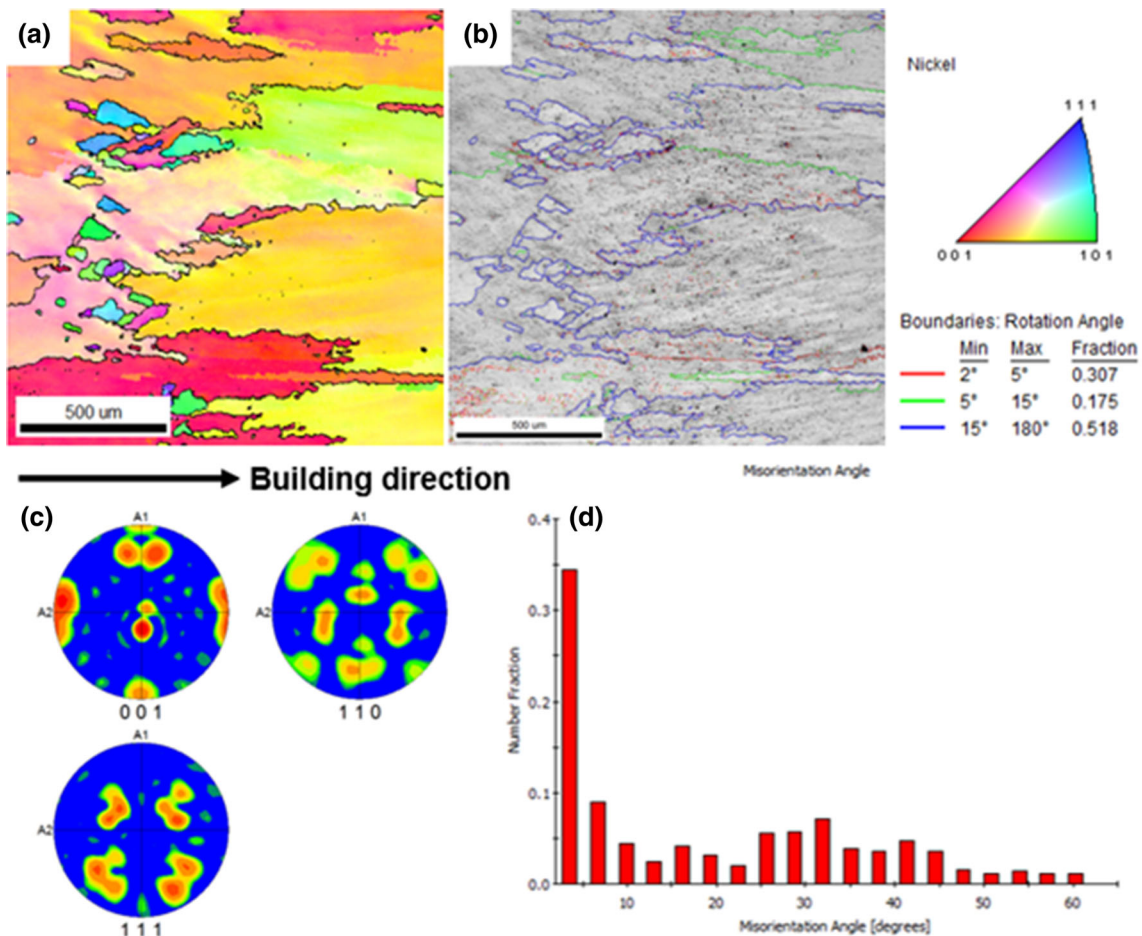 (a)
(b)
500 um
500 um
Nickel
1 1 1
0 0 1
1 0 1
Boundaries: Rotation Angle
Min Max Fraction
2° 5° 0.307
5° 15° 0.175
15° 180° 0.518
Building direction
Misorientation Angle
(c)
A1
A2
0 0 1
A1
A2
1 1 0
A1
A2
1 1 1
(d)
0.4
0.3
0.2
0.1
0.0
Number Fraction
10 20 30 40 50 60
Misorientation Angle [degrees]